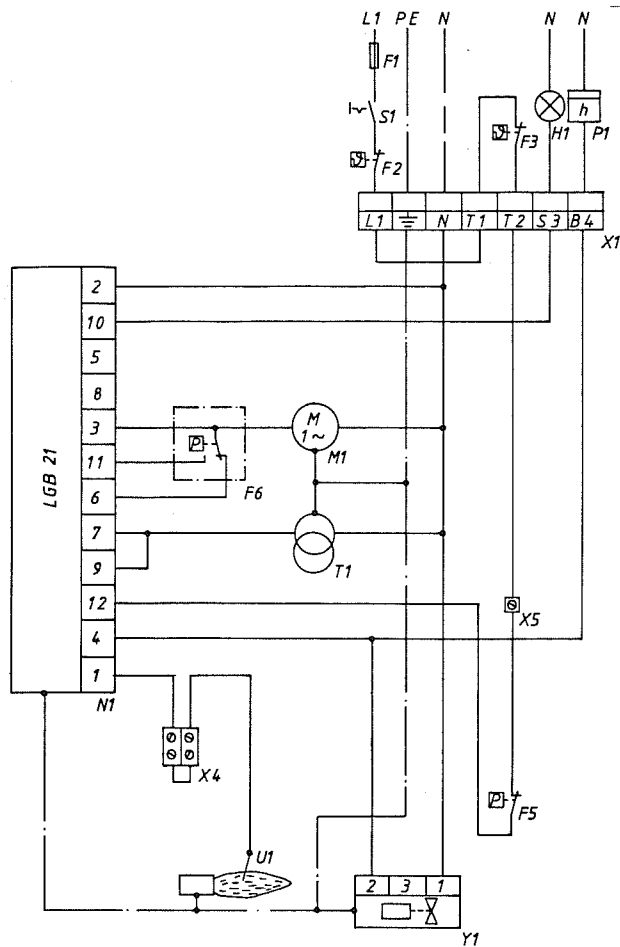 L1 PE N N N
F1
S1
h
ϑ F3 H1 P1
ϑ F2
L1 N T1 T2 S3 B4
X1
2
10
5
8
3
M
1~
P
M1
11
F6
6
LGB 21
7
9
T1
12
X5
4
1
N1
X4
P
F5
U1
2 3 1
Y1